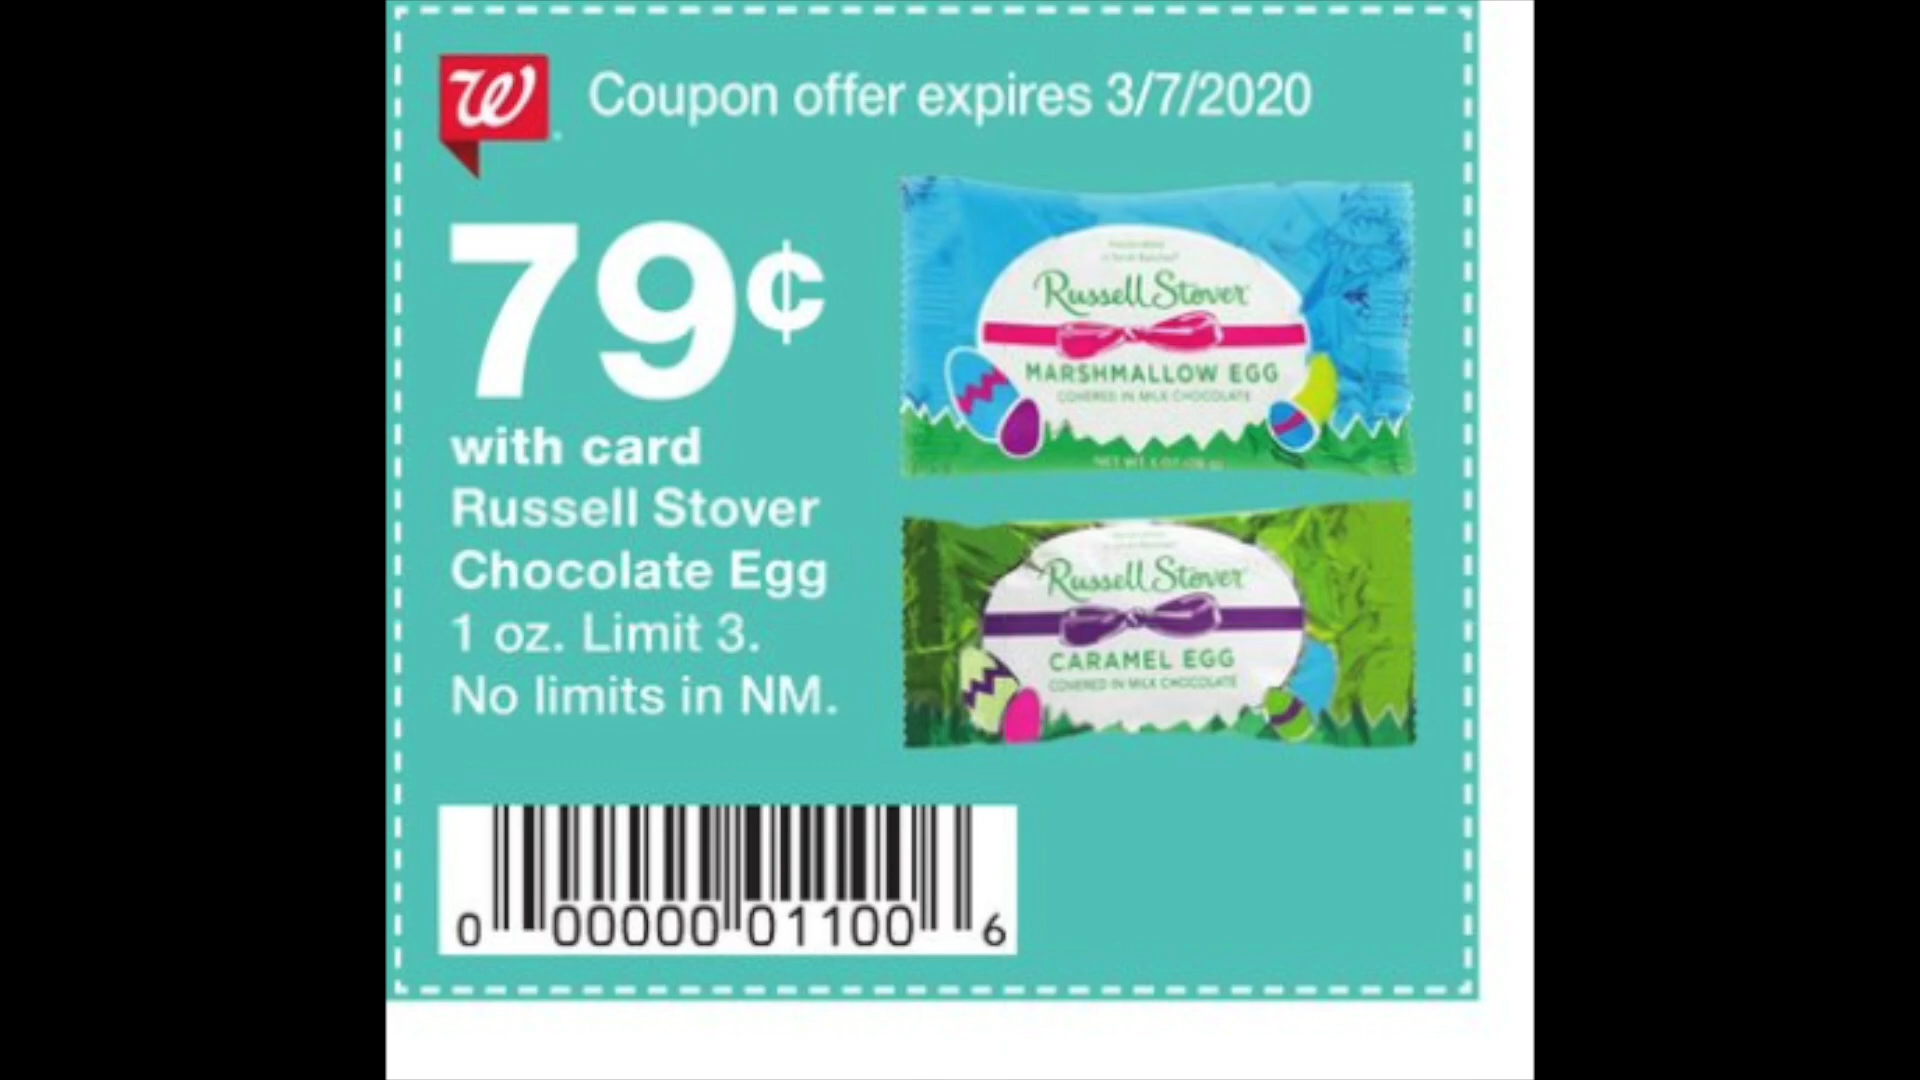 W
Coupon offer expires 3/7/2020
79¢
with card
Russell Stover
Chocolate Egg
1 oz. Limit 3.
No limits in NM.
Russell Stover
MARSHMALLOW EGG
COVERED IN MILK CHOCOLATE
Russell Stover
CARAMEL EGG
COVERED IN MILK CHOCOLATE
0 00000 01100 6